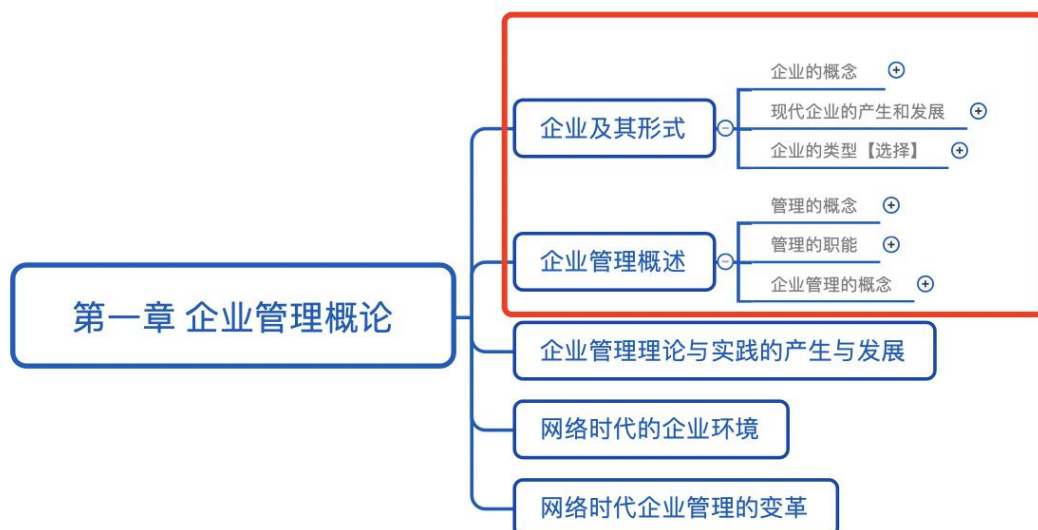 第一章 企业管理概论
企业及其形式
企业的概念
现代企业的产生和发展
企业的类型【选择】
企业管理概述
管理的概念
管理的职能
企业管理的概念
企业管理理论与实践的产生与发展
网络时代的企业环境
网络时代企业管理的变革